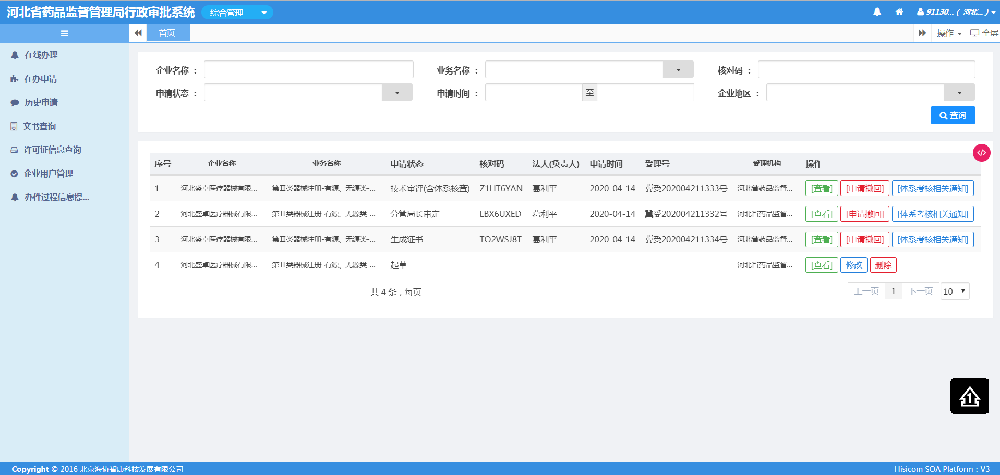 河北省药品监督管理局行政审批系统 综合管理 91130... ( 河北... )
首页 操作 全屏
在线办理
在办申请
历史申请
文书查询
许可证信息查询
企业用户管理
办件过程信息提...
企业名称 ： 业务名称 ： 核对码 ：
申请状态 ： 申请时间 ： 至 企业地区 ：
查询
序号 企业名称 业务名称 申请状态 核对码 法人(负责人) 申请时间 受理号 受理机构 操作
1 河北盛卓医疗器械有限... 第Ⅱ类器械注册-有源、无源类-... 技术审评(含体系核查) Z1HT6YAN 葛利平 2020-04-14 冀受202004211333号 河北省药品监督... [查看] [申请撤回] [体系考核相关通知]
2 河北盛卓医疗器械有限... 第Ⅱ类器械注册-有源、无源类-... 分管局长审定 LBX6UXED 葛利平 2020-04-14 冀受202004211332号 河北省药品监督... [查看] [申请撤回] [体系考核相关通知]
3 河北盛卓医疗器械有限... 第Ⅱ类器械注册-有源、无源类-... 生成证书 TO2WSJ8T 葛利平 2020-04-14 冀受202004211334号 河北省药品监督... [查看] [申请撤回] [体系考核相关通知]
4 河北盛卓医疗器械有限... 第Ⅱ类器械注册-有源、无源类-... 起草 河北省药品监督... [查看] 修改 删除
共 4 条，每页 上一页 1 下一页 10
1
Copyright © 2016 北京海协智康科技发展有限公司 Hisicom SOA Platform : V3